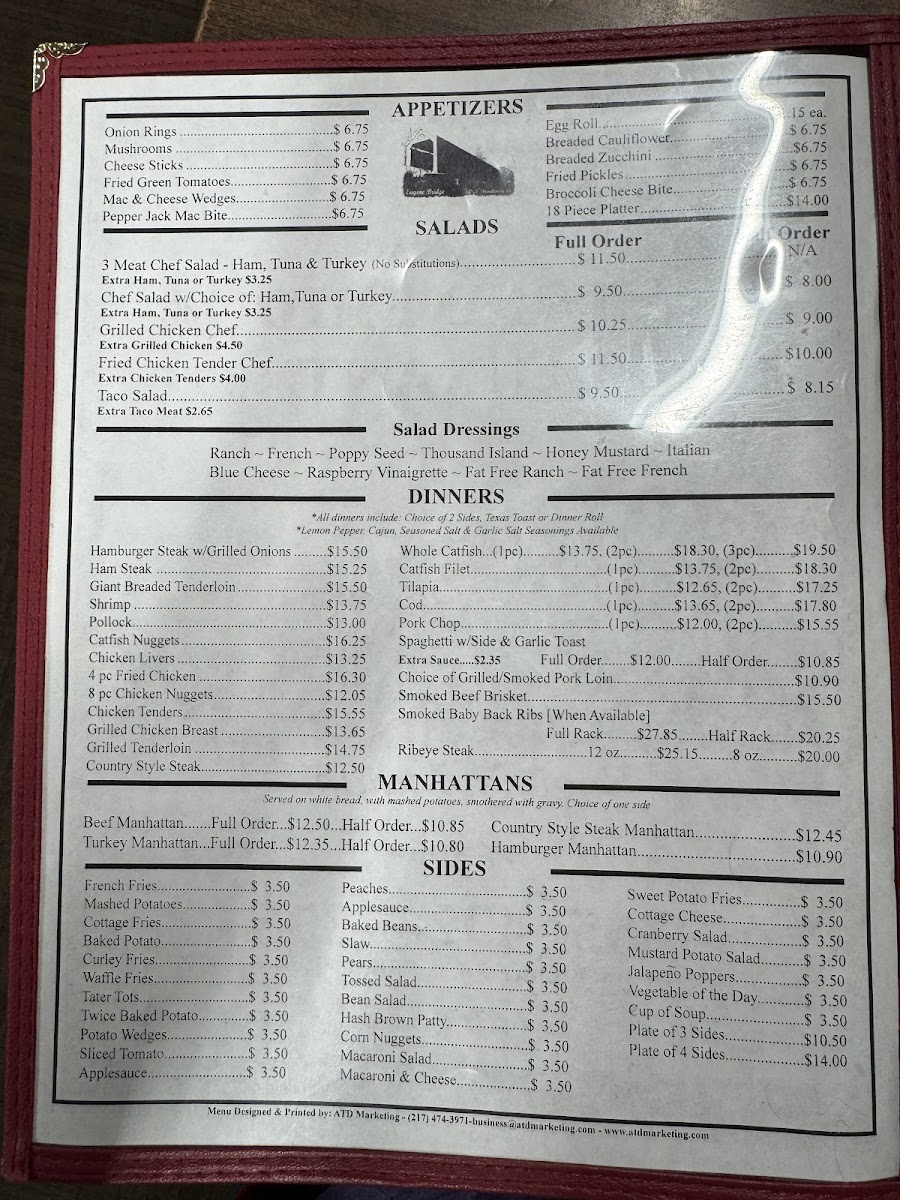 APPETIZERS
Onion Rings $ 6.75
Mushrooms $ 6.75
Cheese Sticks $ 6.75
Fried Green Tomatoes $ 6.75
Mac & Cheese Wedges $ 6.75
Pepper Jack Mac Bite $6.75
Eugene Bridge
Egg Roll 15 ea.
Breaded Cauliflower $ 6.75
Breaded Zucchini $6.75
Fried Pickles $ 6.75
Broccoli Cheese Bite $ 6.75
18 Piece Platter $14.00
SALADS
Full Order Order
3 Meat Chef Salad - Ham, Tuna & Turkey (No Substitutions) $ 11.50 N/A
Extra Ham, Tuna or Turkey $3.25
Chef Salad w/Choice of: Ham,Tuna or Turkey $ 9.50 $ 8.00
Extra Ham, Tuna or Turkey $3.25
Grilled Chicken Chef $ 10.25 $ 9.00
Extra Grilled Chicken $4.50
Fried Chicken Tender Chef $ 11.50 $10.00
Extra Chicken Tenders $4.00
Taco Salad $ 9.50 $ 8.15
Extra Taco Meat $2.65
Salad Dressings
Ranch ~ French ~ Poppy Seed ~ Thousand Island ~ Honey Mustard ~ Italian
Blue Cheese ~ Raspberry Vinaigrette ~ Fat Free Ranch ~ Fat Free French
DINNERS
*All dinners include: Choice of 2 Sides, Texas Toast or Dinner Roll
*Lemon Pepper, Cajun, Seasoned Salt & Garlic Salt Seasonings Available
Hamburger Steak w/Grilled Onions $15.50
Ham Steak $15.25
Giant Breaded Tenderloin $15.50
Shrimp $13.75
Pollock $13.00
Catfish Nuggets $16.25
Chicken Livers $13.25
4 pc Fried Chicken $16.30
8 pc Chicken Nuggets $12.05
Chicken Tenders $15.55
Grilled Chicken Breast $13.65
Grilled Tenderloin $14.75
Country Style Steak $12.50
Whole Catfish...(1pc) $13.75, (2pc) $18.30, (3pc) $19.50
Catfish Filet (1pc) $13.75, (2pc) $18.30
Tilapia (1pc) $12.65, (2pc) $17.25
Cod (1pc) $13.65, (2pc) $17.80
Pork Chop (1pc) $12.00, (2pc) $15.55
Spaghetti w/Side & Garlic Toast
Extra Sauce.....$2.35 Full Order $12.00 Half Order $10.85
Choice of Grilled/Smoked Pork Loin $10.90
Smoked Beef Brisket $15.50
Smoked Baby Back Ribs [When Available]
Full Rack $27.85 Half Rack $20.25
Ribeye Steak 12 oz $25.15 8 oz $20.00
MANHATTANS
Served on white bread, with mashed potatoes, smothered with gravy. Choice of one side
Beef Manhattan.......Full Order...$12.50...Half Order...$10.85
Turkey Manhattan...Full Order...$12.35...Half Order...$10.80
Country Style Steak Manhattan $12.45
Hamburger Manhattan $10.90
SIDES
French Fries $ 3.50
Mashed Potatoes $ 3.50
Cottage Fries $ 3.50
Baked Potato $ 3.50
Curley Fries $ 3.50
Waffle Fries $ 3.50
Tater Tots $ 3.50
Twice Baked Potato $ 3.50
Potato Wedges $ 3.50
Sliced Tomato $ 3.50
Applesauce $ 3.50
Peaches $ 3.50
Applesauce $ 3.50
Baked Beans $ 3.50
Slaw $ 3.50
Pears $ 3.50
Tossed Salad $ 3.50
Bean Salad $ 3.50
Hash Brown Patty $ 3.50
Corn Nuggets $ 3.50
Macaroni Salad $ 3.50
Macaroni & Cheese $ 3.50
Sweet Potato Fries $ 3.50
Cottage Cheese $ 3.50
Cranberry Salad $ 3.50
Mustard Potato Salad $ 3.50
Jalapeño Poppers $ 3.50
Vegetable of the Day $ 3.50
Cup of Soup $ 3.50
Plate of 3 Sides $10.50
Plate of 4 Sides $14.00
Menu Designed & Printed by: ATD Marketing - (217) 474-3971-business@atdmarketing.com - www.atdmarketing.com